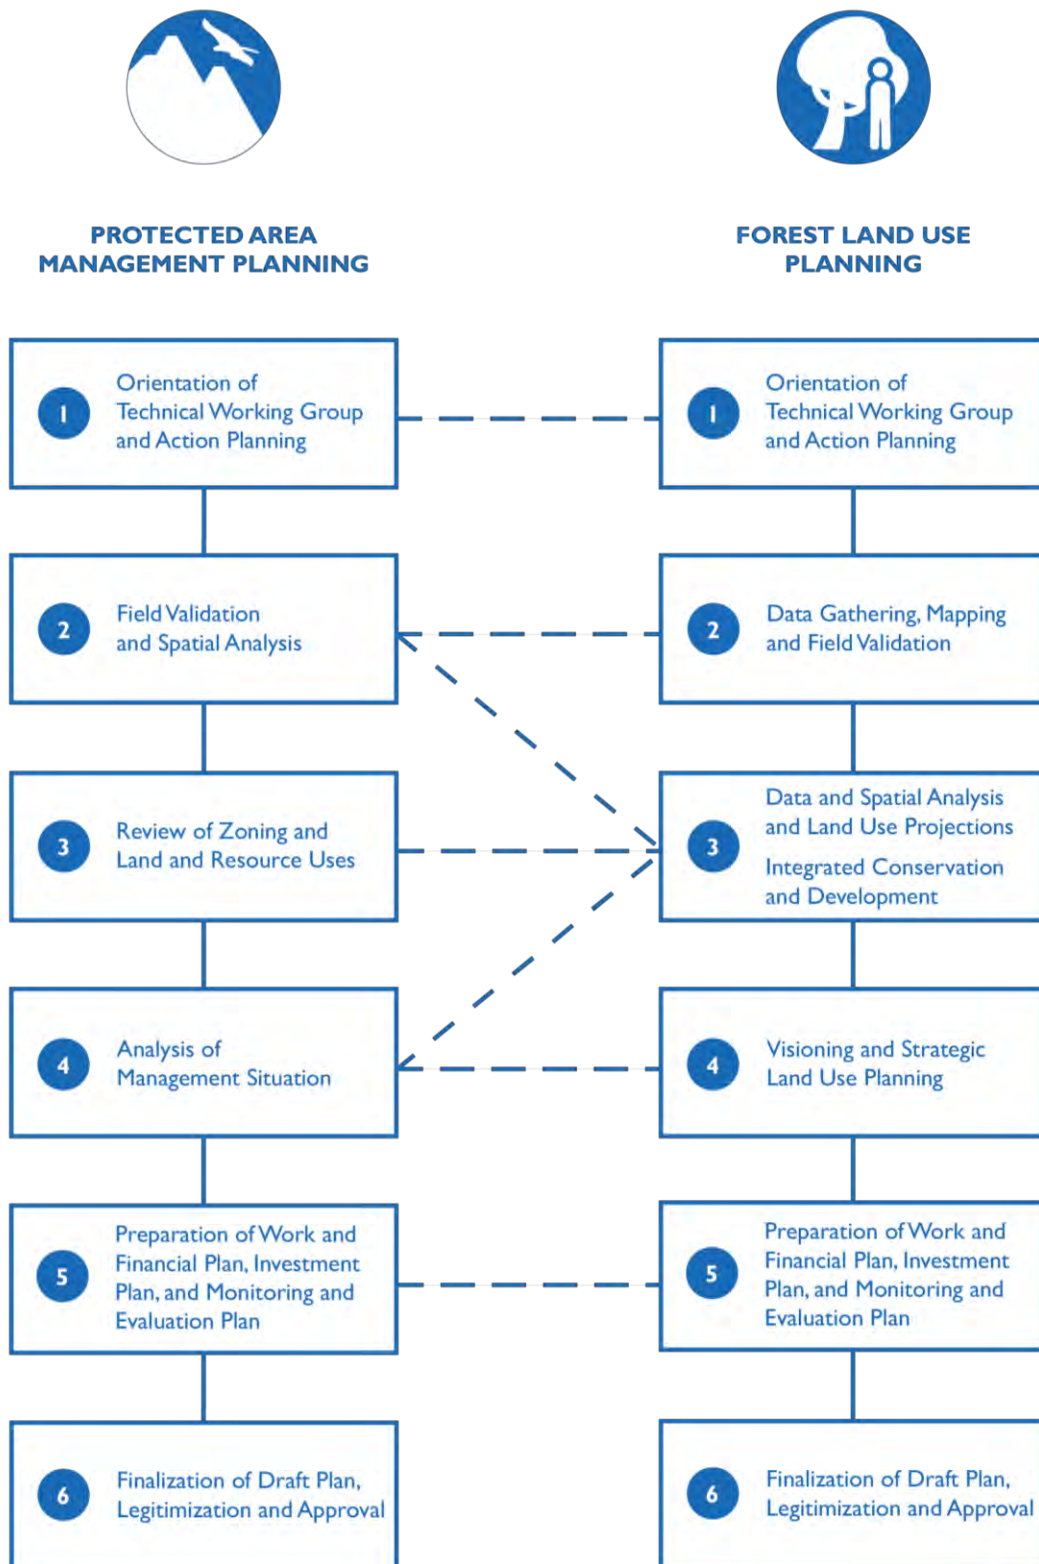 PROTECTED AREA
MANAGEMENT PLANNING
1
Orientation of
Technical Working Group
and Action Planning
2
Field Validation
and Spatial Analysis
3
Review of Zoning and
Land and Resource Uses
4
Analysis of
Management Situation
5
Preparation of Work and
Financial Plan, Investment
Plan, and Monitoring and
Evaluation Plan
6
Finalization of Draft Plan,
Legitimization and Approval
FOREST LAND USE
PLANNING
1
Orientation of
Technical Working Group
and Action Planning
2
Data Gathering, Mapping
and Field Validation
3
Data and Spatial Analysis
and Land Use Projections
Integrated Conservation
and Development
4
Visioning and Strategic
Land Use Planning
5
Preparation of Work and
Financial Plan, Investment
Plan, and Monitoring and
Evaluation Plan
6
Finalization of Draft Plan,
Legitimization and Approval